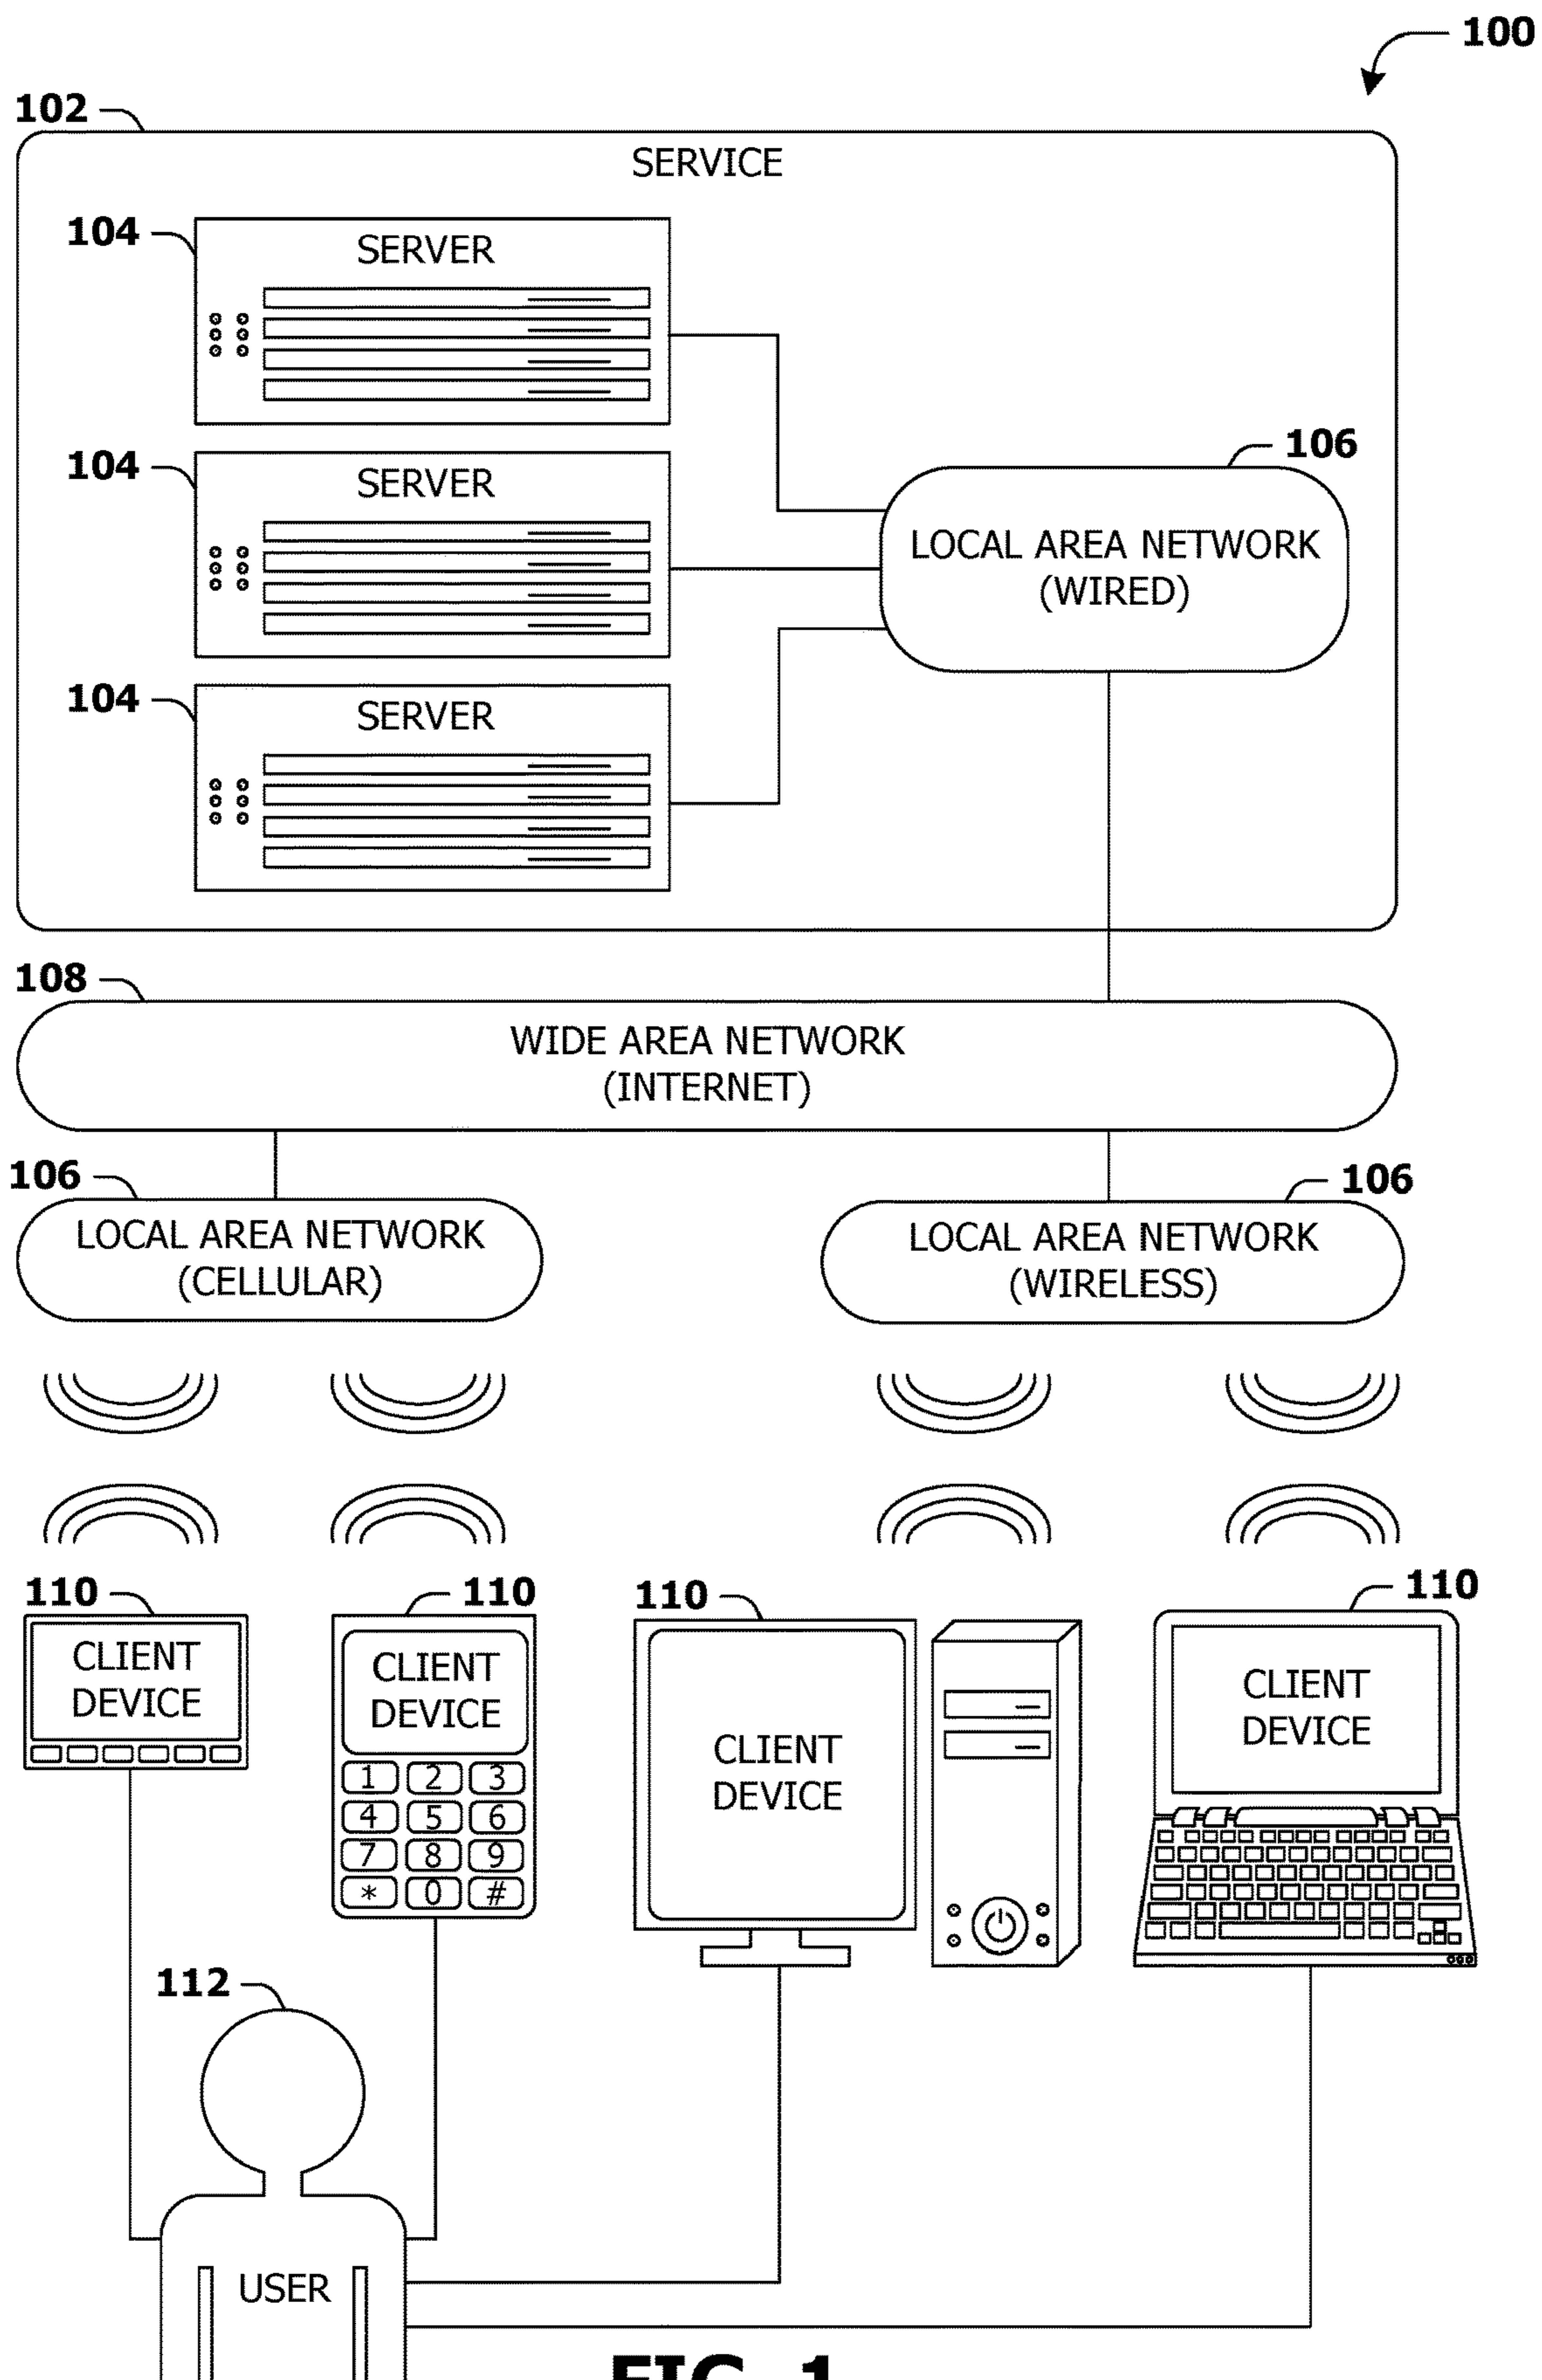 100
102
SERVICE
104
SERVER
104
SERVER
106
LOCAL AREA NETWORK
(WIRED)
104
SERVER
108
WIDE AREA NETWORK
(INTERNET)
106
LOCAL AREA NETWORK
(CELLULAR)
106
LOCAL AREA NETWORK
(WIRELESS)
110
CLIENT
DEVICE
110
CLIENT
DEVICE
1 2 3
4 5 6
7 8 9
* 0 #
110
CLIENT
DEVICE
110
CLIENT
DEVICE
112
USER
FIG. 1